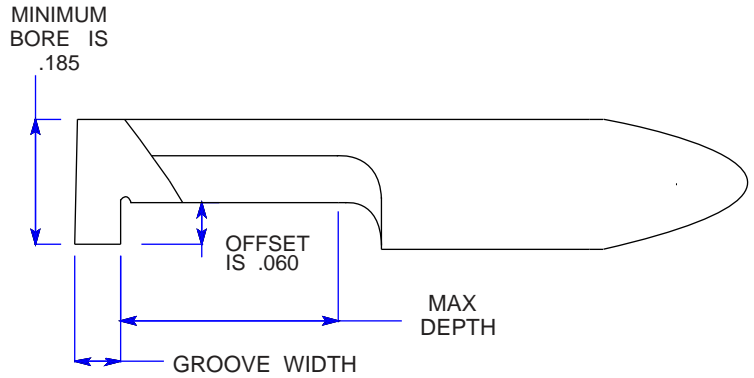 MINIMUM
BORE IS
.185
OFFSET
IS .060
MAX
DEPTH
GROOVE WIDTH